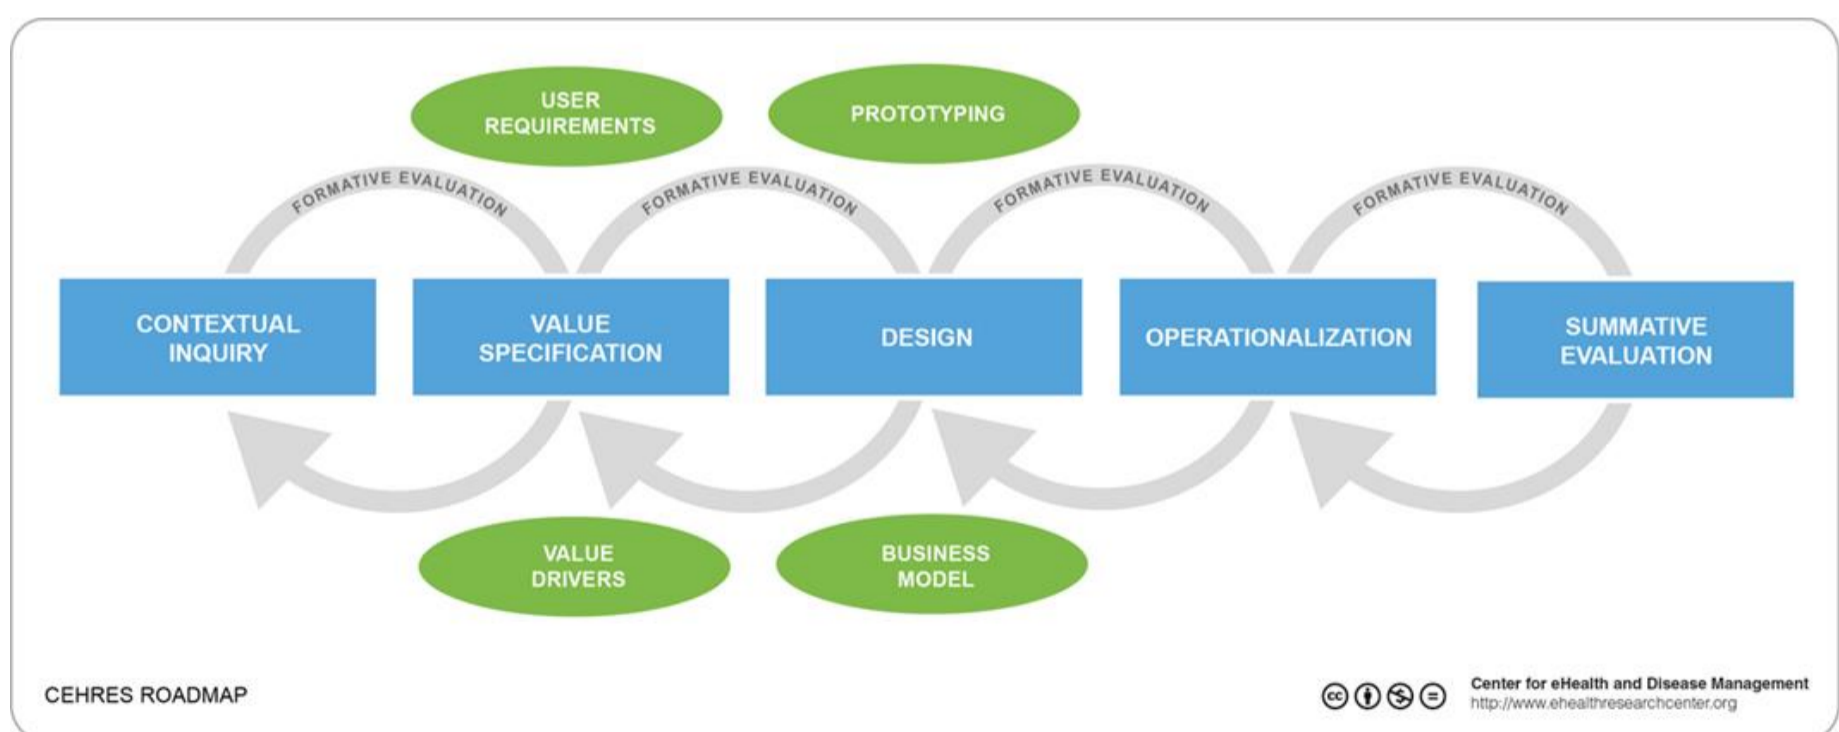 USER
REQUIREMENTS
PROTOTYPING
FORMATIVE EVALUATION
FORMATIVE EVALUATION
FORMATIVE EVALUATION
FORMATIVE EVALUATION
CONTEXTUAL
INQUIRY
VALUE
SPECIFICATION
DESIGN
OPERATIONALIZATION
SUMMATIVE
EVALUATION
VALUE
DRIVERS
BUSINESS
MODEL
CEHRES ROADMAP
cc
Center for eHealth and Disease Management
http://www.ehealthresearchcenter.org